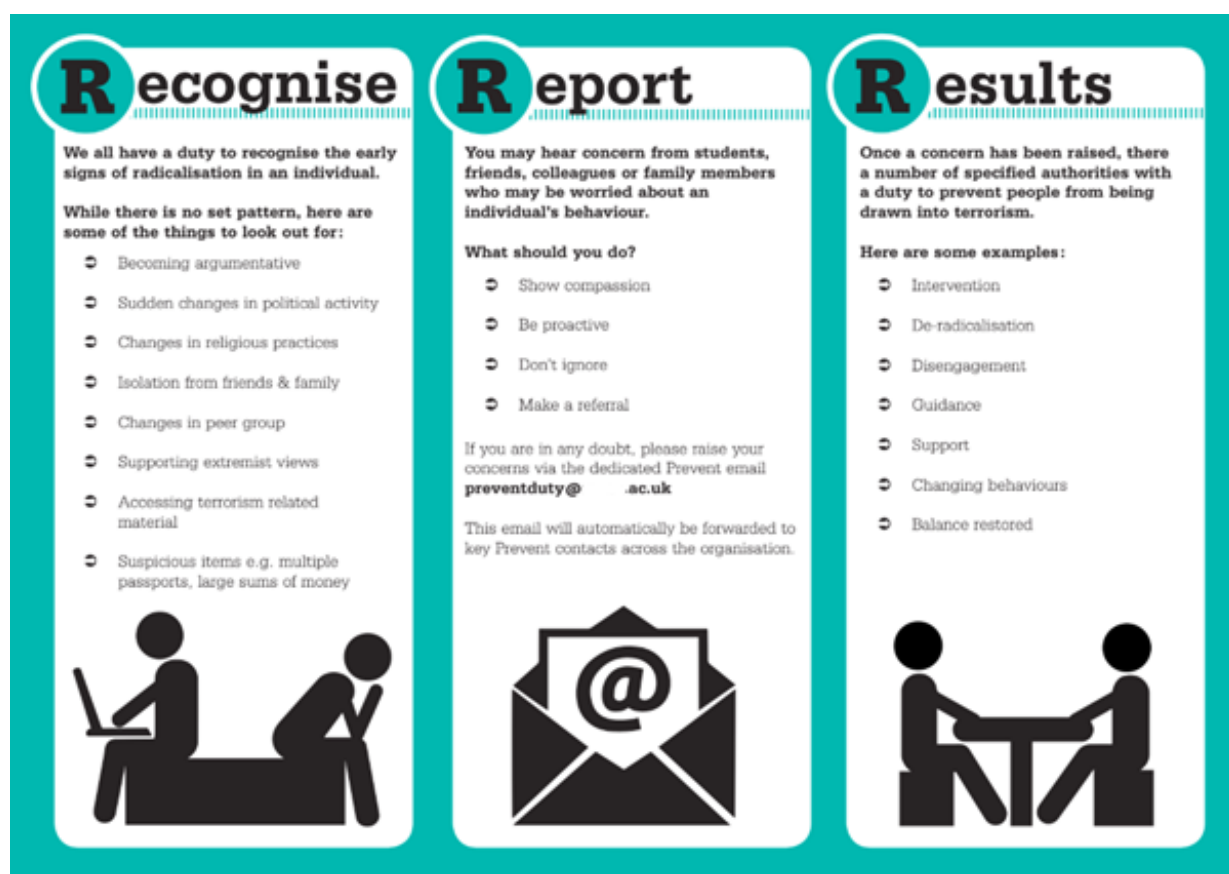 Recognise
We all have a duty to recognise the early
signs of radicalisation in an individual.
While there is no set pattern, here are
some of the things to look out for:
➲ Becoming argumentative
➲ Sudden changes in political activity
➲ Changes in religious practices
➲ Isolation from friends & family
➲ Changes in peer group
➲ Supporting extremist views
➲ Accessing terrorism related
material
➲ Suspicious items e.g. multiple
passports, large sums of money
Report
You may hear concern from students,
friends, colleagues or family members
who may be worried about an
individual's behaviour.
What should you do?
➲ Show compassion
➲ Be proactive
➲ Don't ignore
➲ Make a referral
If you are in any doubt, please raise your
concerns via the dedicated Prevent email
preventduty@ .ac.uk
This email will automatically be forwarded to
key Prevent contacts across the organisation.
@
Results
Once a concern has been raised, there
a number of specified authorities with
a duty to prevent people from being
drawn into terrorism.
Here are some examples:
➲ Intervention
➲ De-radicalisation
➲ Disengagement
➲ Guidance
➲ Support
➲ Changing behaviours
➲ Balance restored